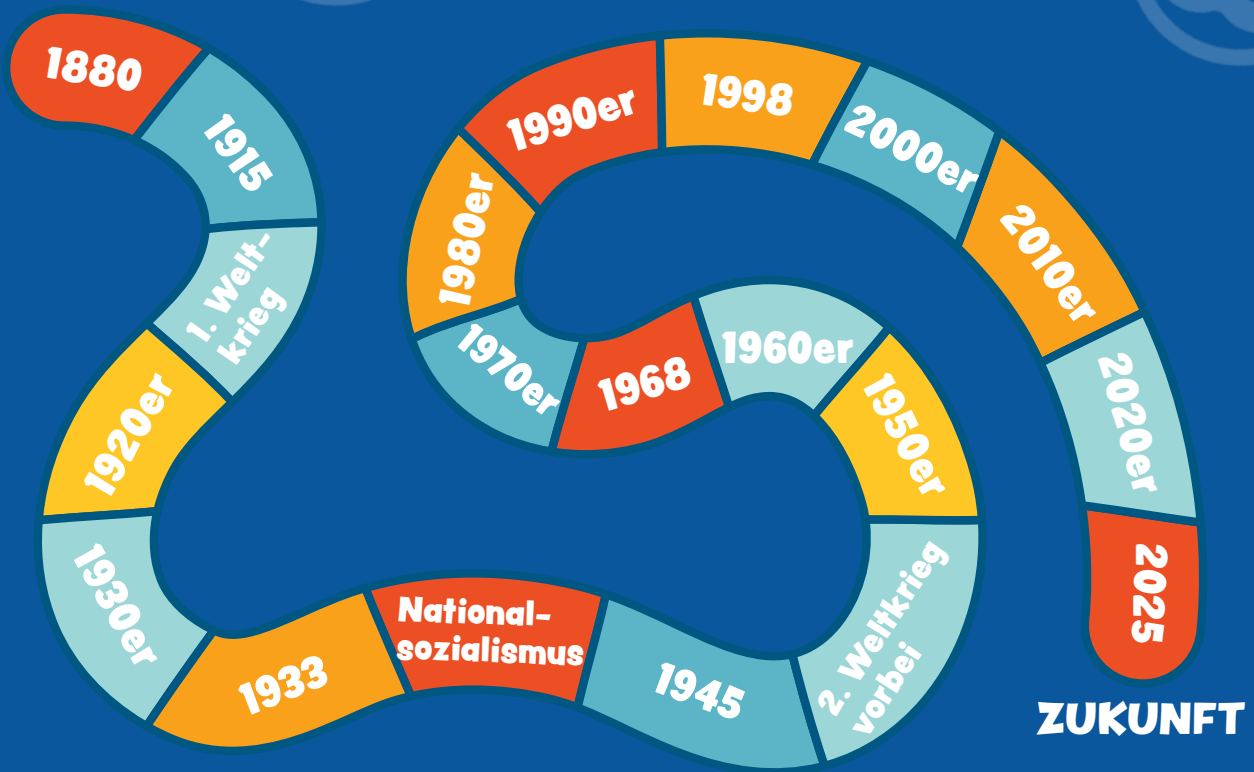 1880
1915
1. Welt-
krieg
1920er
1930er
1933
National-
sozialismus
1945
2. Weltkrieg
vorbei
1950er
1960er
1968
1970er
1980er
1990er
1998
2000er
2010er
2020er
2025
ZUKUNFT